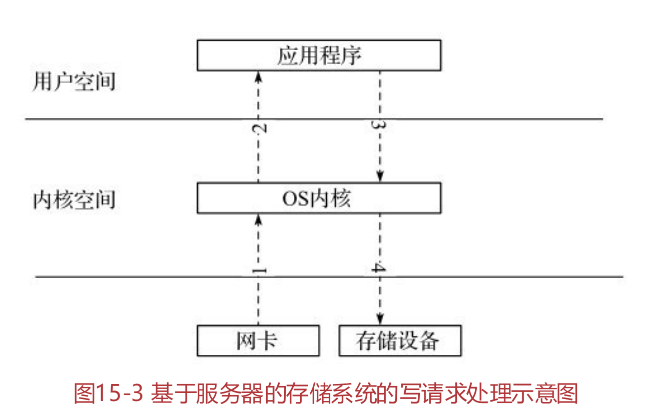 应用程序
用户空间
2
3
内核空间
OS内核
1
4
网卡
存储设备
图15-3 基于服务器的存储系统的写请求处理示意图